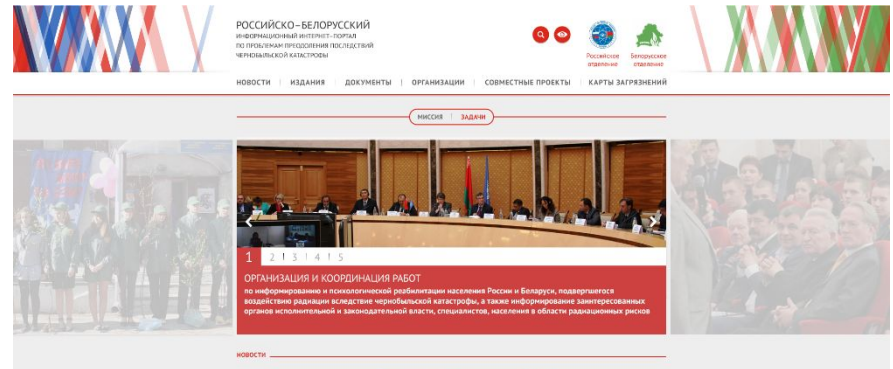 РОССИЙСКО–БЕЛОРУССКИЙ
ИНФОРМАЦИОННЫЙ ИНТЕРНЕТ–ПОРТАЛ
ПО ПРОБЛЕМАМ ПРЕОДОЛЕНИЯ ПОСЛЕДСТВИЙ
ЧЕРНОБЫЛЬСКОЙ КАТАСТРОФЫ
Российское отделение
Белорусское отделение
НОВОСТИ | ИЗДАНИЯ | ДОКУМЕНТЫ | ОРГАНИЗАЦИИ | СОВМЕСТНЫЕ ПРОЕКТЫ | КАРТЫ ЗАГРЯЗНЕНИЙ
МИССИЯ | ЗАДАЧИ
1 2 3 4 5
ОРГАНИЗАЦИЯ И КООРДИНАЦИЯ РАБОТ
по информированию и психологической реабилитации населения России и Беларуси, подвергшегося
воздействию радиации вследствие чернобыльской катастрофы, а также информирование заинтересованных
органов исполнительной и законодательной власти, специалистов, населения в области радиационных рисков
НОВОСТИ